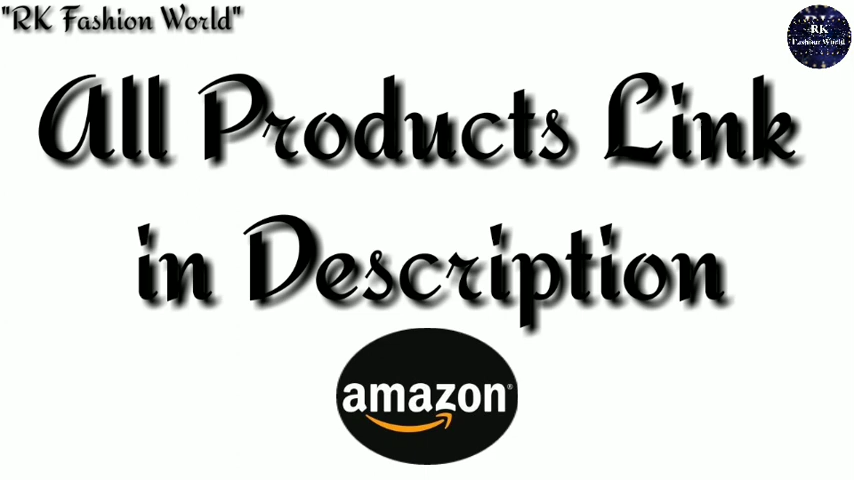 "RK Fashion World"
RK
Fashion World
All Products Link
in Description
amazon®